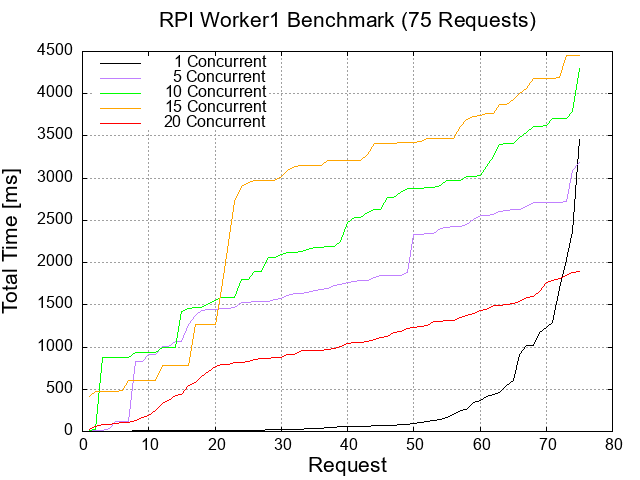 RPI Worker1 Benchmark (75 Requests)
4500
4000
3500
3000
2500
2000
1500
1000
500
0
Total Time [ms]
1 Concurrent
5 Concurrent
10 Concurrent
15 Concurrent
20 Concurrent
0 10 20 30 40 50 60 70 80
Request